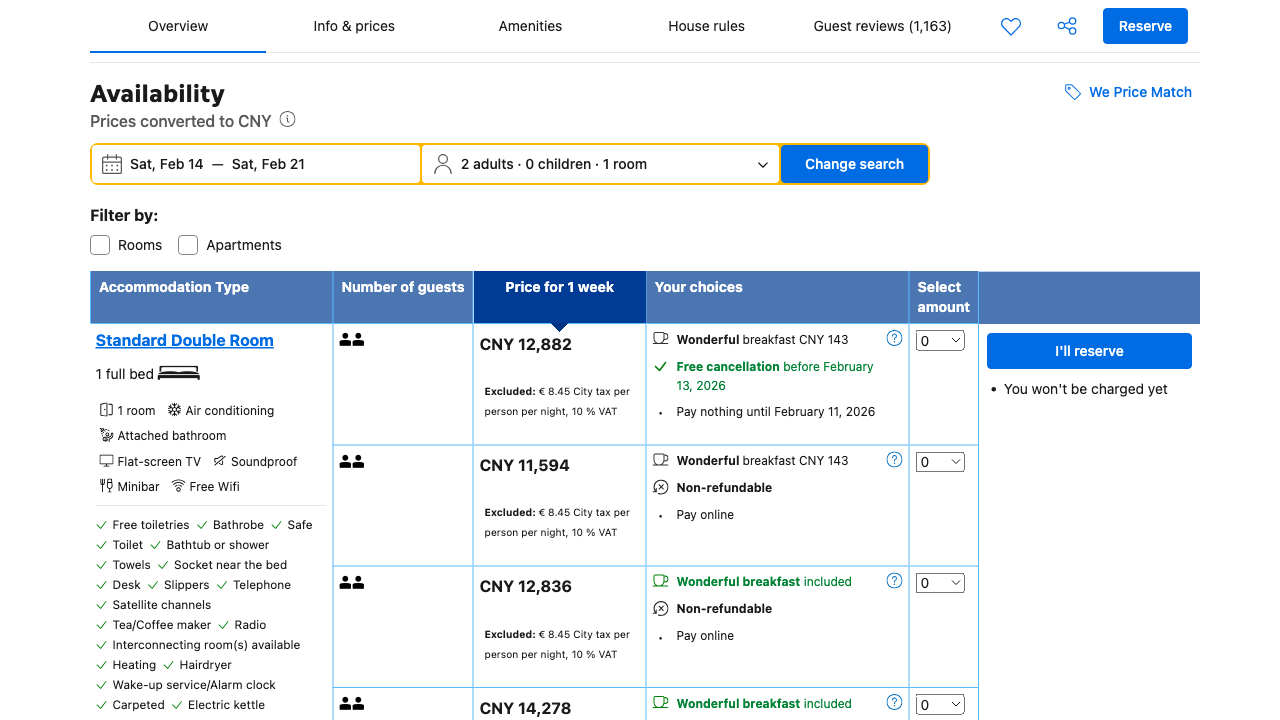 Overview
Info & prices
Amenities
House rules
Guest reviews (1,163)
Reserve
Availability
We Price Match
Prices converted to CNY
Sat, Feb 14 — Sat, Feb 21
2 adults · 0 children · 1 room
Change search
Filter by:
Rooms
Apartments
Accommodation Type
Number of guests
Price for 1 week
Your choices
Select
amount
Standard Double Room
1 full bed
1 room Air conditioning
Attached bathroom
Flat-screen TV Soundproof
Minibar Free Wifi
Free toiletries Bathrobe Safe
Toilet Bathtub or shower
Towels Socket near the bed
Desk Slippers Telephone
Satellite channels
Tea/Coffee maker Radio
Interconnecting room(s) available
Heating Hairdryer
Wake-up service/Alarm clock
Carpeted Electric kettle
CNY 12,882
Excluded: € 8.45 City tax per
person per night, 10 % VAT
Wonderful breakfast CNY 143
Free cancellation before February
13, 2026
• Pay nothing until February 11, 2026
0
I'll reserve
• You won't be charged yet
CNY 11,594
Excluded: € 8.45 City tax per
person per night, 10 % VAT
Wonderful breakfast CNY 143
Non-refundable
• Pay online
0
CNY 12,836
Excluded: € 8.45 City tax per
person per night, 10 % VAT
Wonderful breakfast included
Non-refundable
• Pay online
0
CNY 14,278
Wonderful breakfast included
0